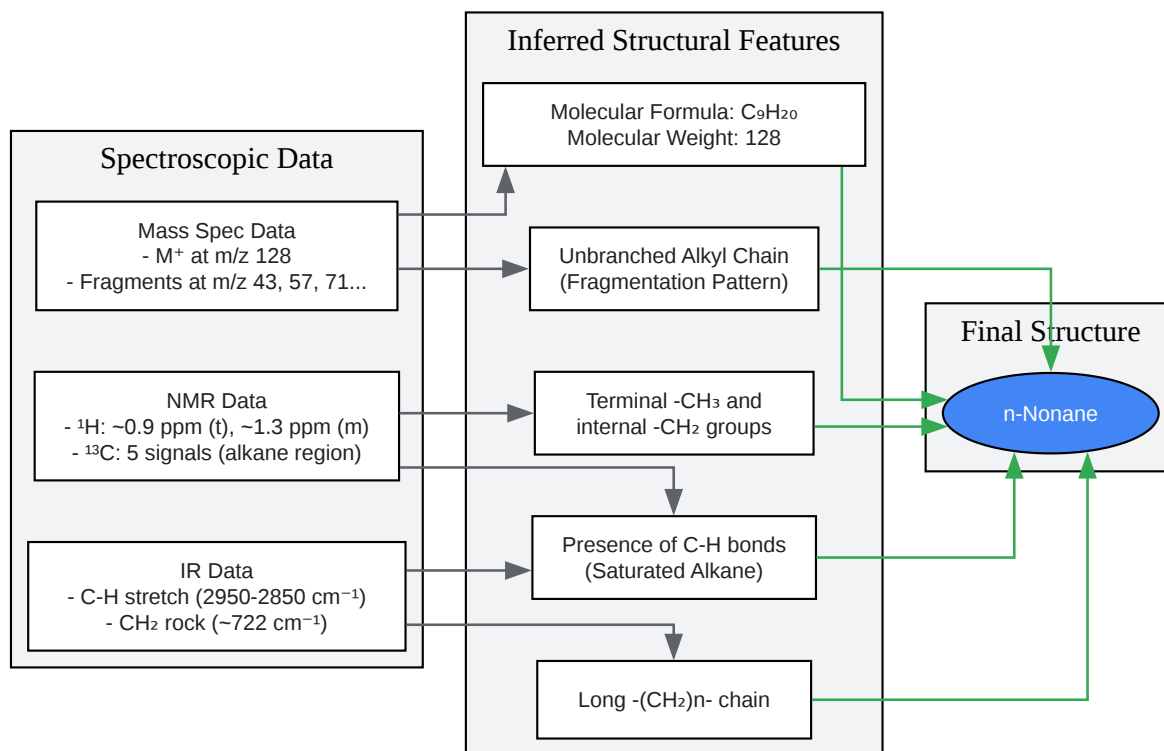 Spectroscopic Data
Mass Spec Data
- M⁺ at m/z 128
- Fragments at m/z 43, 57, 71...
NMR Data
- ¹H: ~0.9 ppm (t), ~1.3 ppm (m)
- ¹³C: 5 signals (alkane region)
IR Data
- C-H stretch (2950-2850 cm⁻¹)
- CH₂ rock (~722 cm⁻¹)
Inferred Structural Features
Molecular Formula: C₉H₂₀
Molecular Weight: 128
Unbranched Alkyl Chain
(Fragmentation Pattern)
Terminal -CH₃ and
internal -CH₂ groups
Presence of C-H bonds
(Saturated Alkane)
Long -(CH₂)n- chain
Final Structure
n-Nonane